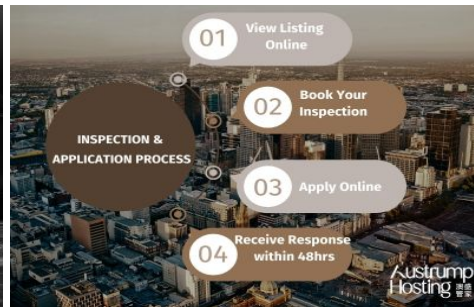 INSPECTION &
APPLICATION PROCESS
01
View Listing
Online
02
Book Your
Inspection
03
Apply Online
04
Receive Response
within 48hrs
Austrump
Hosting